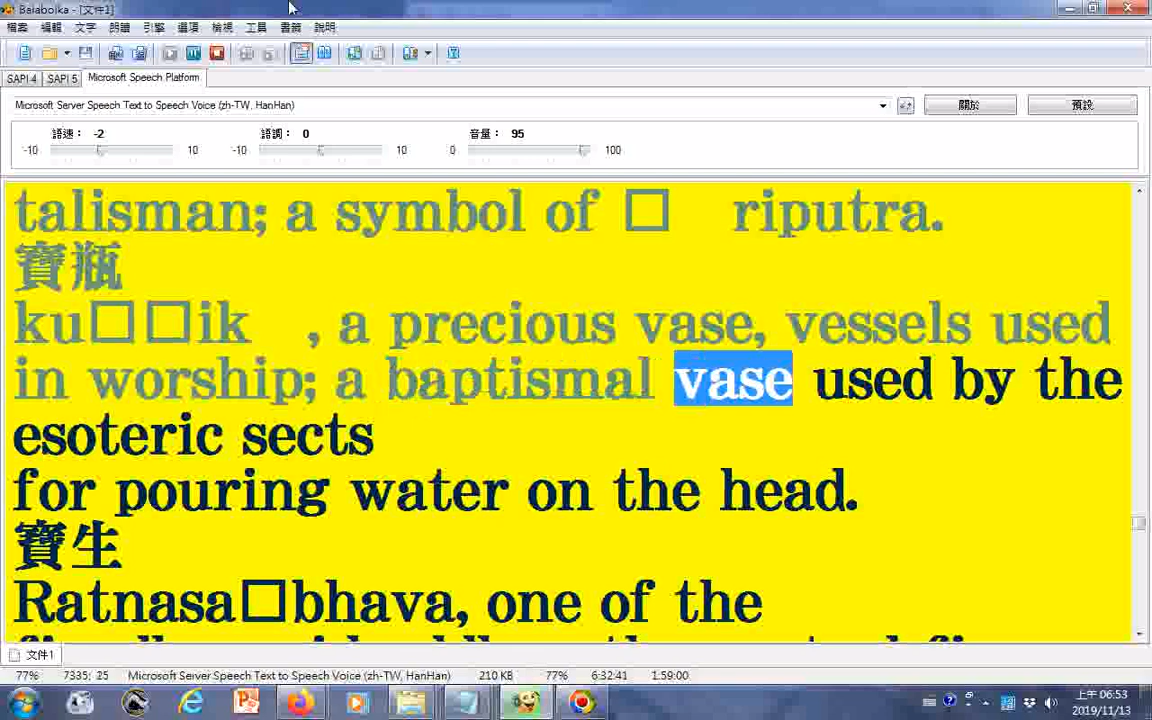 Balabolka - [文件1]
檔案 編輯 文字 朗讀 引擎 選項 檢視 工具 書籤 說明
SAPI 4 SAPI 5 Microsoft Speech Platform
Microsoft Server Speech Text to Speech Voice (zh-TW, HanHan) 關於 預設
語速： -2 語調： 0 音量： 95
-10 10 -10 10 0 100
talisman; a symbol of □ riputra.
寶瓶
ku□□ik , a precious vase, vessels used
in worship; a baptismal vase used by the
esoteric sects
for pouring water on the head.
寶生
Ratnasa□bhava, one of the
文件1
77% 7335; 25 Microsoft Server Speech Text to Speech Voice (zh-TW, HanHan) 210 KB 77% 6:32:41 1:59:00
上午 06:53
2019/11/13